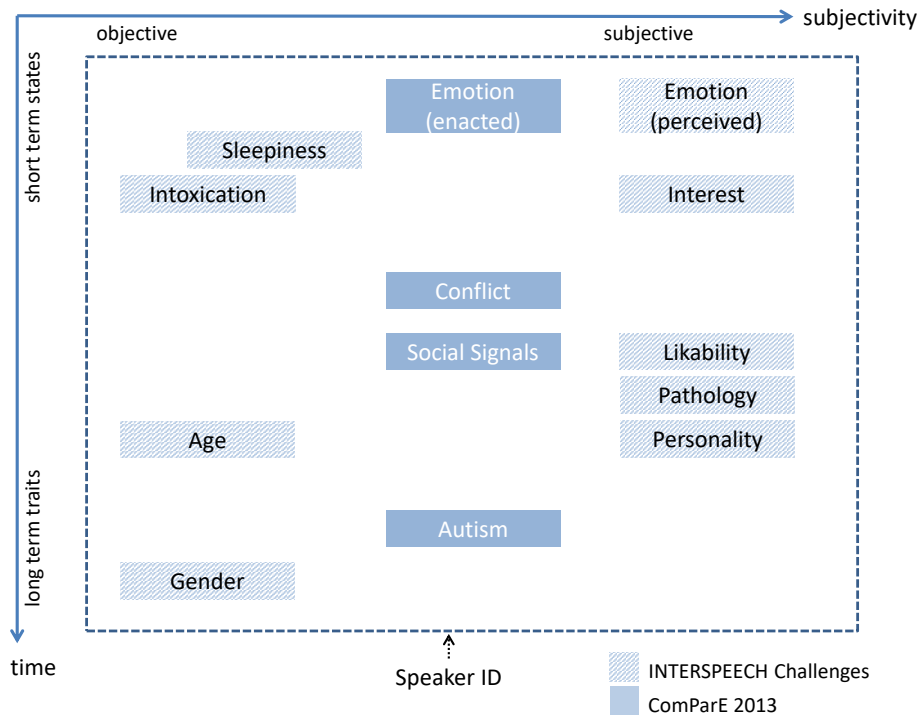 subjectivity
objective
subjective
short term states
Emotion
(enacted)
Emotion
(perceived)
Sleepiness
Intoxication
Interest
Conflict
Social Signals
Likability
Pathology
Age
Personality
long term traits
Autism
Gender
time
Speaker ID
INTERSPEECH Challenges
ComParE 2013